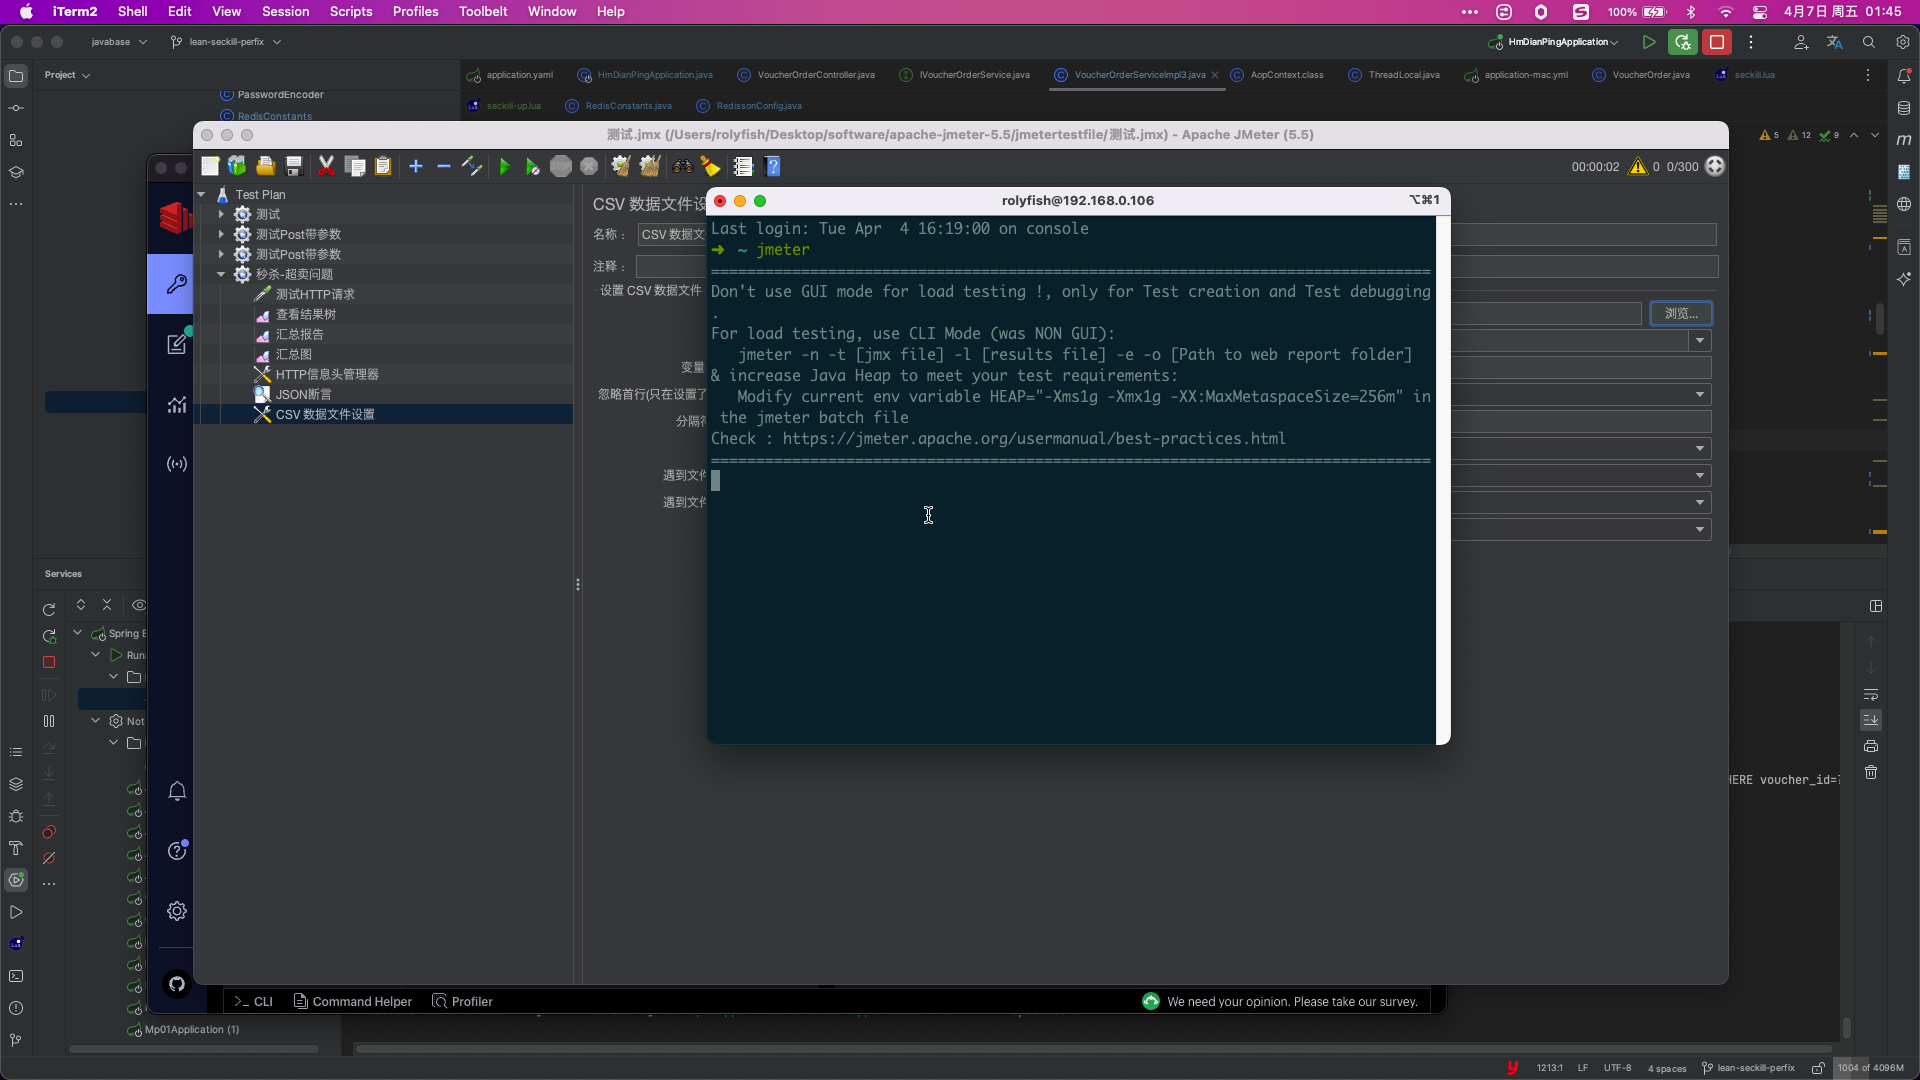 iTerm2 Shell Edit View Session Scripts Profiles Toolbelt Window Help
100% 4月7日 周五 01:45
javabase lean-seckill-perfix HmDianPingApplication
Project
application.yaml HmDianPingApplication.java VoucherOrderController.java IVoucherOrderService.java VoucherOrderServiceImpl3.java AopContext.class ThreadLocal.java application-mac.yml VoucherOrder.java seckill.lua
PasswordEncoder
seckill-up.lua RedisConstants.java RedissonConfig.java
RedisConstants
5 12 9
测试.jmx (/Users/rolyfish/Desktop/software/apache-jmeter-5.5/jmetertestfile/测试.jmx) - Apache JMeter (5.5)
00:00:02 0 0/300
Test Plan
测试
测试Post带参数
测试Post带参数
秒杀-超卖问题
测试HTTP请求
查看结果树
汇总报告
汇总图
HTTP信息头管理器
JSON断言
CSV 数据文件设置
CSV 数据文件设
名称： CSV 数据文
注释：
设置 CSV 数据文件
浏览...
变量
忽略首行(只在设置了
分隔符
遇到文件
遇到文件
rolyfish@192.168.0.106
⌥⌘1
Last login: Tue Apr  4 16:19:00 on console
➜ ~ jmeter
================================================================================
Don't use GUI mode for load testing !, only for Test creation and Test debugging
.
For load testing, use CLI Mode (was NON GUI):
   jmeter -n -t [jmx file] -l [results file] -e -o [Path to web report folder]
& increase Java Heap to meet your test requirements:
   Modify current env variable HEAP="-Xms1g -Xmx1g -XX:MaxMetaspaceSize=256m" in
 the jmeter batch file
Check : https://jmeter.apache.org/usermanual/best-practices.html
================================================================================
Services
Spring
Run
Not
HERE voucher_id=?
>_ CLI Command Helper Profiler
We need your opinion. Please take our survey.
Mp01Application (1)
1213:1 LF UTF-8 4 spaces lean-seckill-perfix 1004 of 4096M